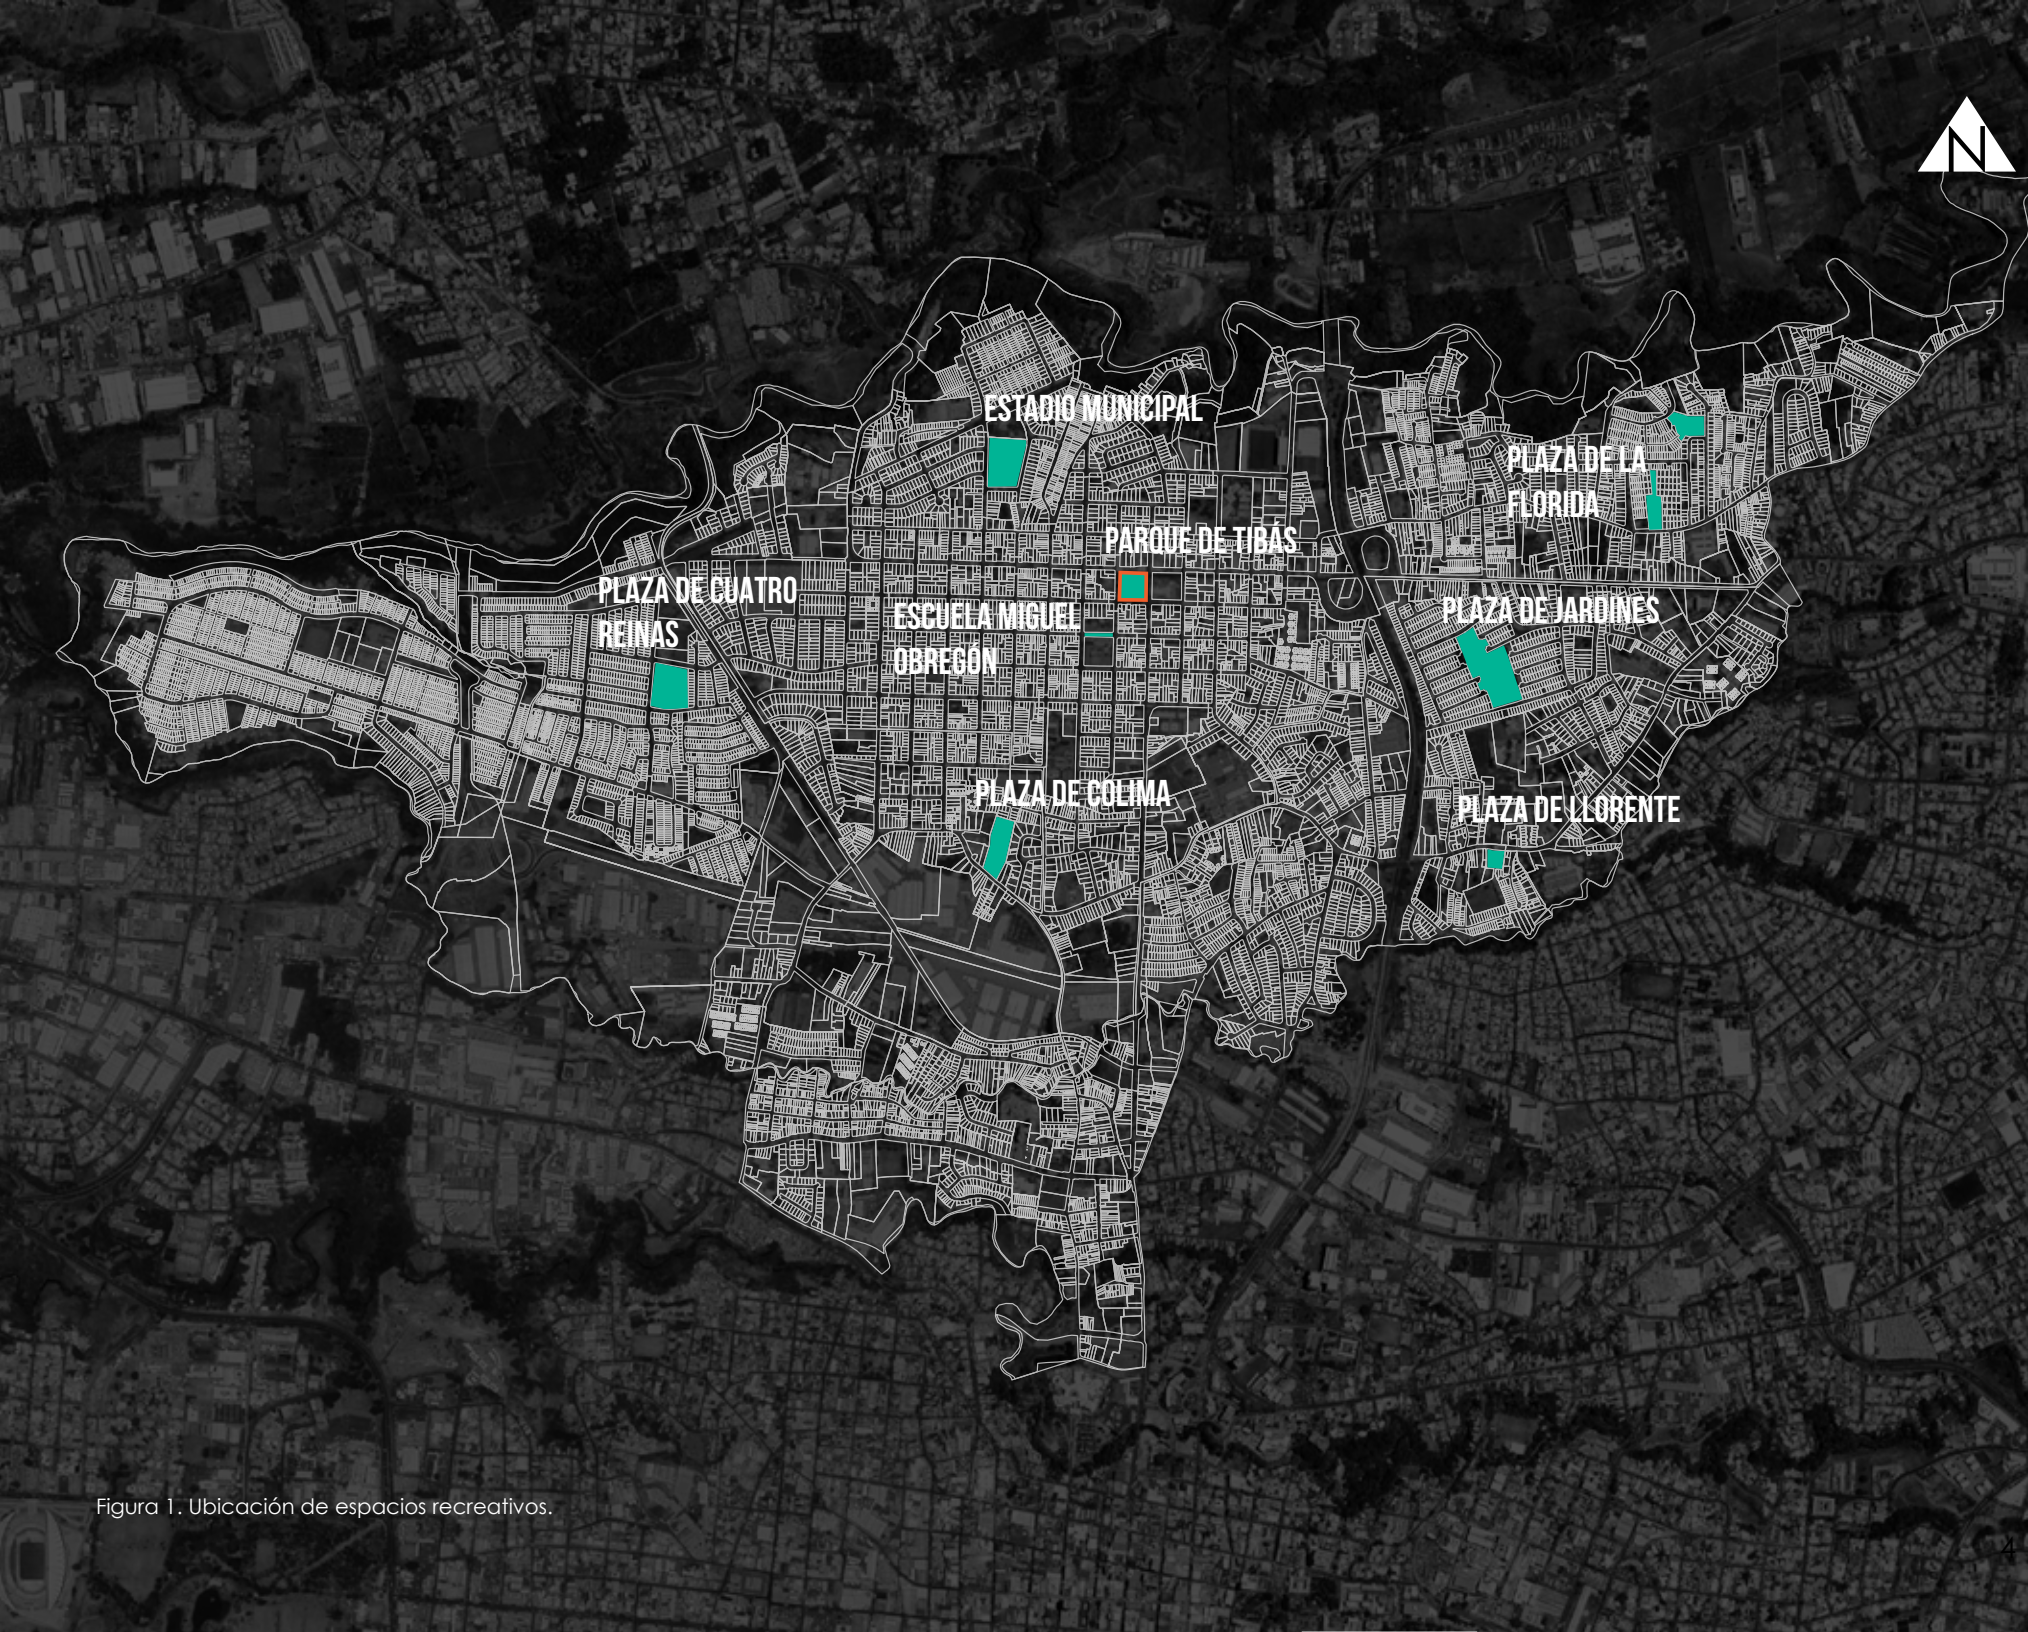 N
ESTADIO MUNICIPAL
PLAZA DE LA
FLORIDA
PARQUE DE TIBÁS
PLAZA DE CUATRO
REINAS
ESCUELA MIGUEL
OBREGÓN
PLAZA DE JARDINES
PLAZA DE COLIMA
PLAZA DE LLORENTE
Figura 1. Ubicación de espacios recreativos.
4